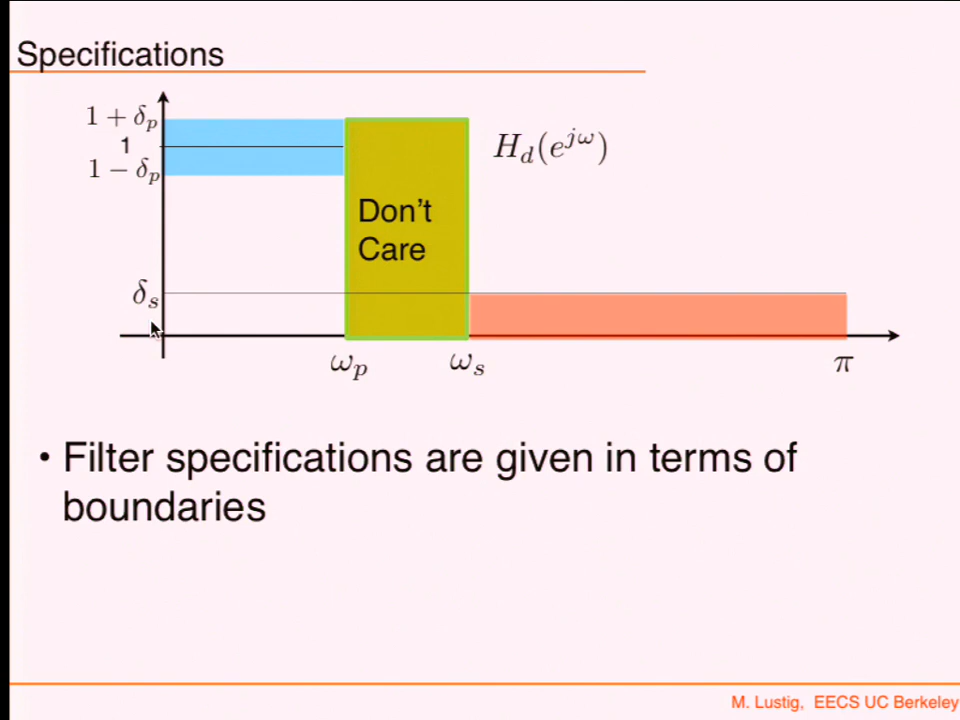 Specifications
1 + δₚ
1
1 − δₚ
H_d(e^{jω})
Don't
Care
δₛ
ωₚ
ωₛ
π
• Filter specifications are given in terms of
boundaries
M. Lustig, EECS UC Berkeley